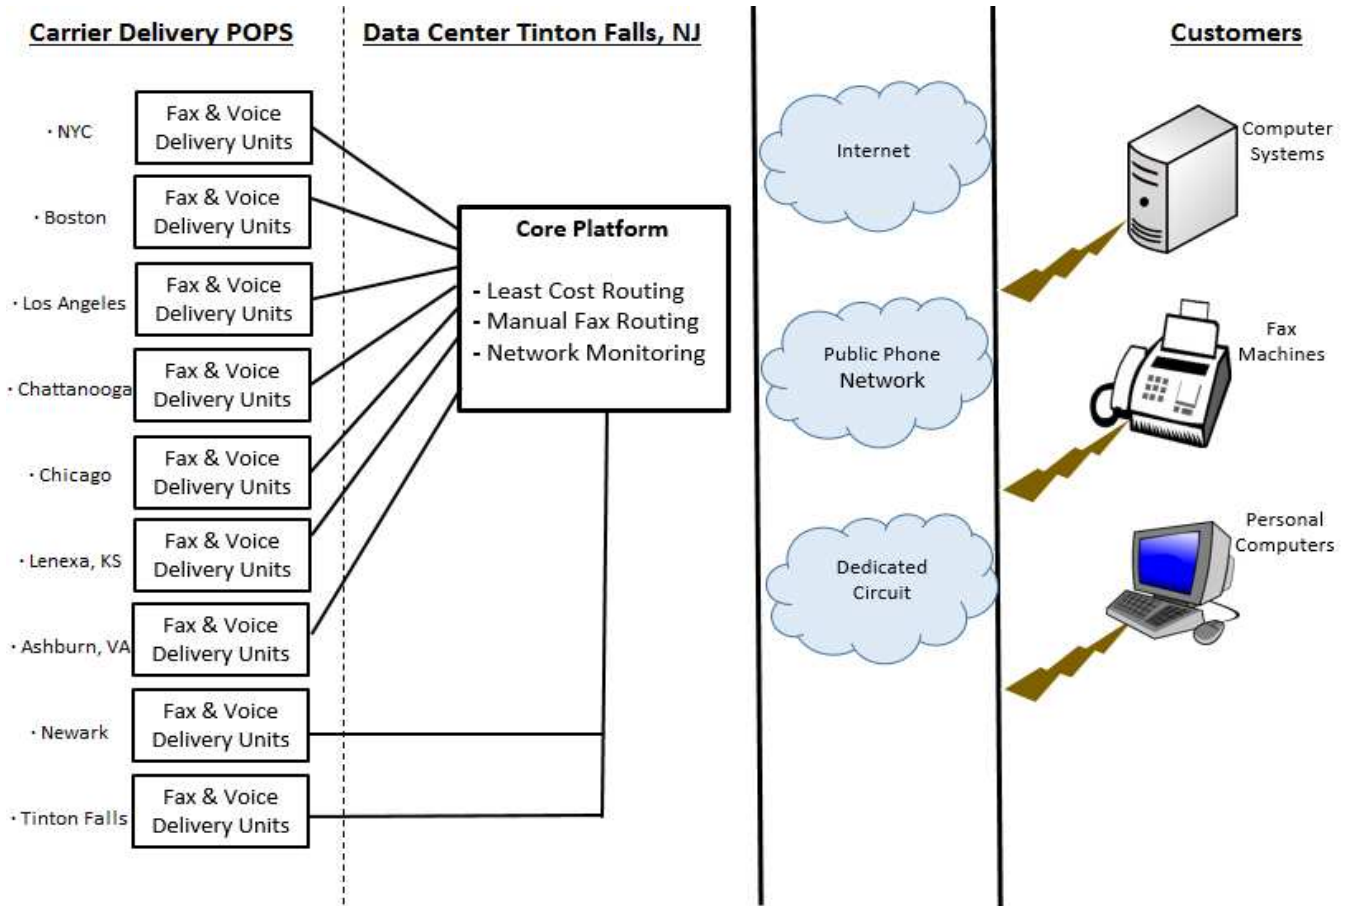 Carrier Delivery POPS
Data Center Tinton Falls, NJ
Customers
· NYC
Fax & Voice
Delivery Units
· Boston
Fax & Voice
Delivery Units
· Los Angeles
Fax & Voice
Delivery Units
· Chattanooga
Fax & Voice
Delivery Units
· Chicago
Fax & Voice
Delivery Units
· Lenexa, KS
Fax & Voice
Delivery Units
· Ashburn, VA
Fax & Voice
Delivery Units
· Newark
Fax & Voice
Delivery Units
· Tinton Falls
Fax & Voice
Delivery Units
Core Platform
- Least Cost Routing
- Manual Fax Routing
- Network Monitoring
Internet
Public Phone
Network
Dedicated
Circuit
Computer
Systems
Fax
Machines
Personal
Computers